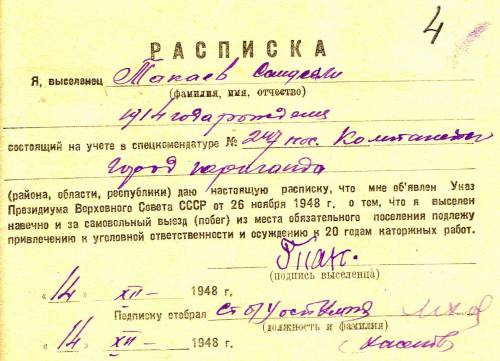 4
РАСПИСКА
Я, выселенец Такаев Саидсели
(фамилия, имя, отчество)
1914 года рождения
состоящий на учете в спецкомендатуре № пос. Компанейск
город Караганда
(района, области, республики) даю настоящую расписку, что мне об'явлен Указ
Президиума Верховного Совета СССР от 26 ноября 1948 г. о том, что я выселен
навечно и за самовольный выезд (побег) из места обязательного поселения подлежу
привлечению к уголовной ответственности и осуждению к 20 годам каторжных работ.
(подпись выселенца)
„14" XII— 1948 г.
Подписку отобрал
(должность и фамилия)
„14" XII— 1948 г.